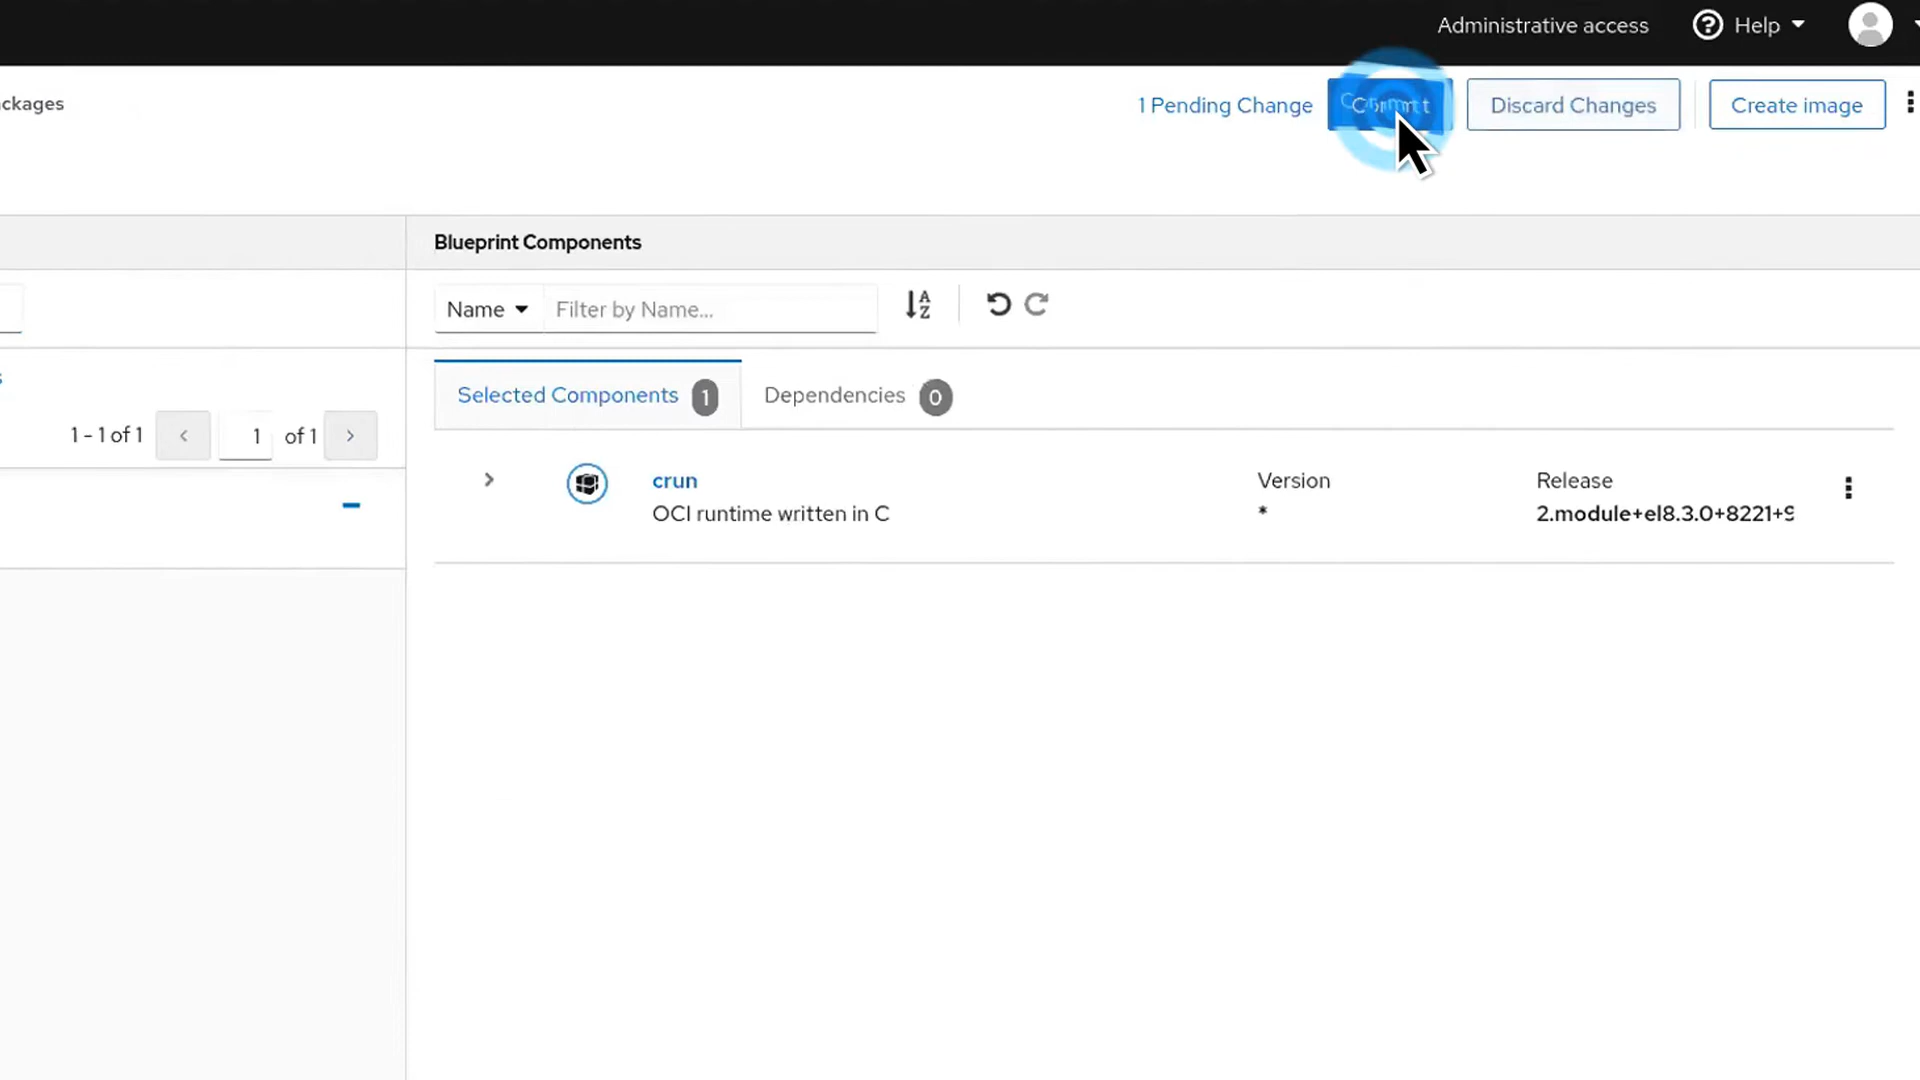 Administrative access Help
ackages 1 Pending Change Commit Discard Changes Create image
Blueprint Components
Name Filter by Name...
Selected Components 1 Dependencies 0
1 - 1 of 1 1 of 1
crun Version Release
OCI runtime written in C * 2.module+el8.3.0+8221+9